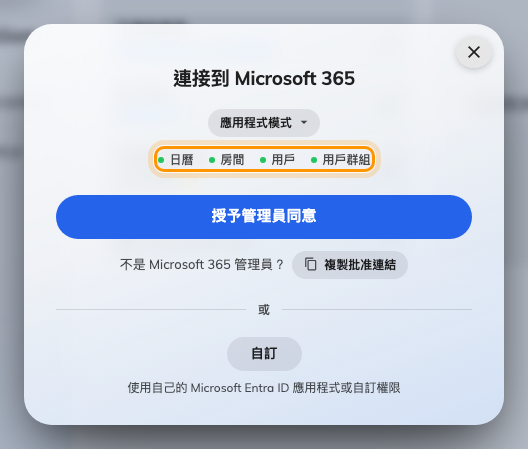 連接到 Microsoft 365
應用程式模式
日曆 房間 用戶 用戶群組
授予管理員同意
不是 Microsoft 365 管理員？ 複製批准連結
或
自訂
使用自己的 Microsoft Entra ID 應用程式或自訂權限